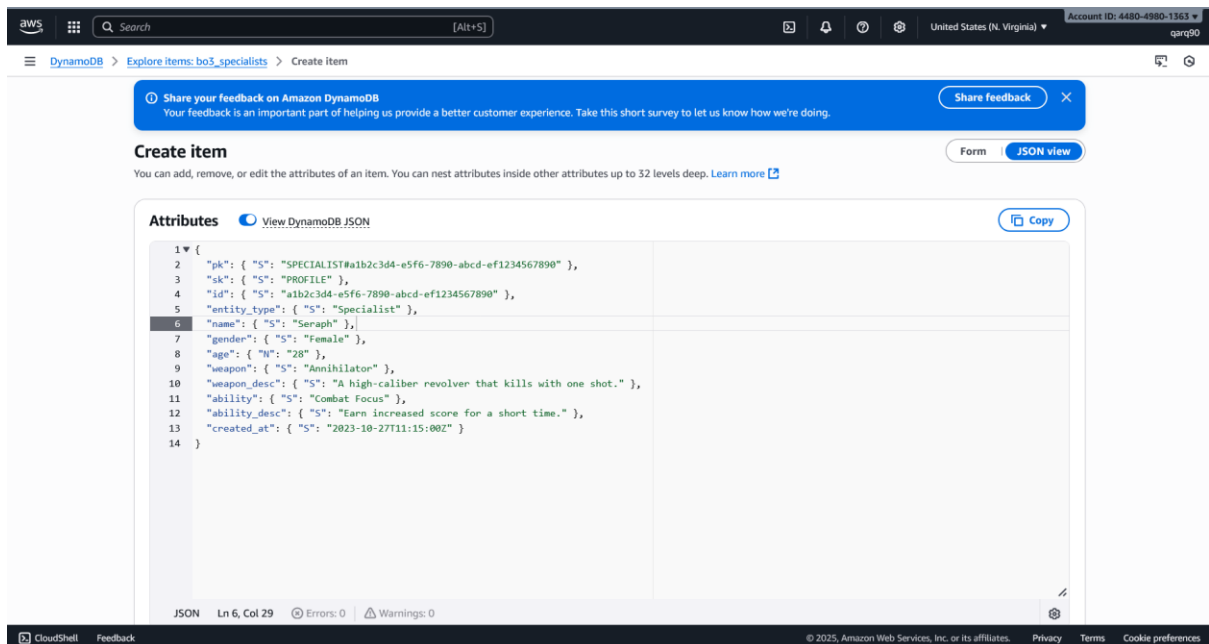 aws
Search
[Alt+S]
United States (N. Virginia) ▼
Account ID: 4480-4980-1363 ▼
qarq90
DynamoDB > Explore items: bo3_specialists > Create item
Share your feedback on Amazon DynamoDB
Your feedback is an important part of helping us provide a better customer experience. Take this short survey to let us know how we're doing.
Share feedback
Create item
Form
JSON view
You can add, remove, or edit the attributes of an item. You can nest attributes inside other attributes up to 32 levels deep. Learn more
Attributes
View DynamoDB JSON
Copy
1 {
2 "pk": { "S": "SPECIALIST#a1b2c3d4-e5f6-7890-abcd-ef1234567890" },
3 "sk": { "S": "PROFILE" },
4 "id": { "S": "a1b2c3d4-e5f6-7890-abcd-ef1234567890" },
5 "entity_type": { "S": "Specialist" },
6 "name": { "S": "Seraph" },
7 "gender": { "S": "Female" },
8 "age": { "N": "28" },
9 "weapon": { "S": "Annihilator" },
10 "weapon_desc": { "S": "A high-caliber revolver that kills with one shot." },
11 "ability": { "S": "Combat Focus" },
12 "ability_desc": { "S": "Earn increased score for a short time." },
13 "created_at": { "S": "2023-10-27T11:15:00Z" }
14 }
JSON Ln 6, Col 29 Errors: 0 Warnings: 0
CloudShell Feedback © 2025, Amazon Web Services, Inc. or its affiliates. Privacy Terms Cookie preferences